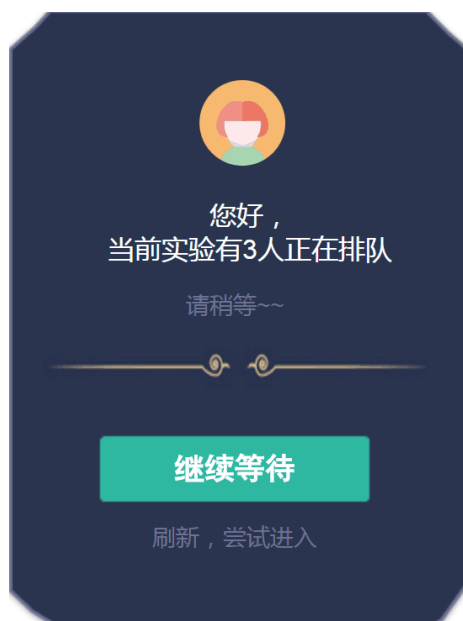 您好，
当前实验有3人正在排队
请稍等~~
继续等待
刷新，尝试进入